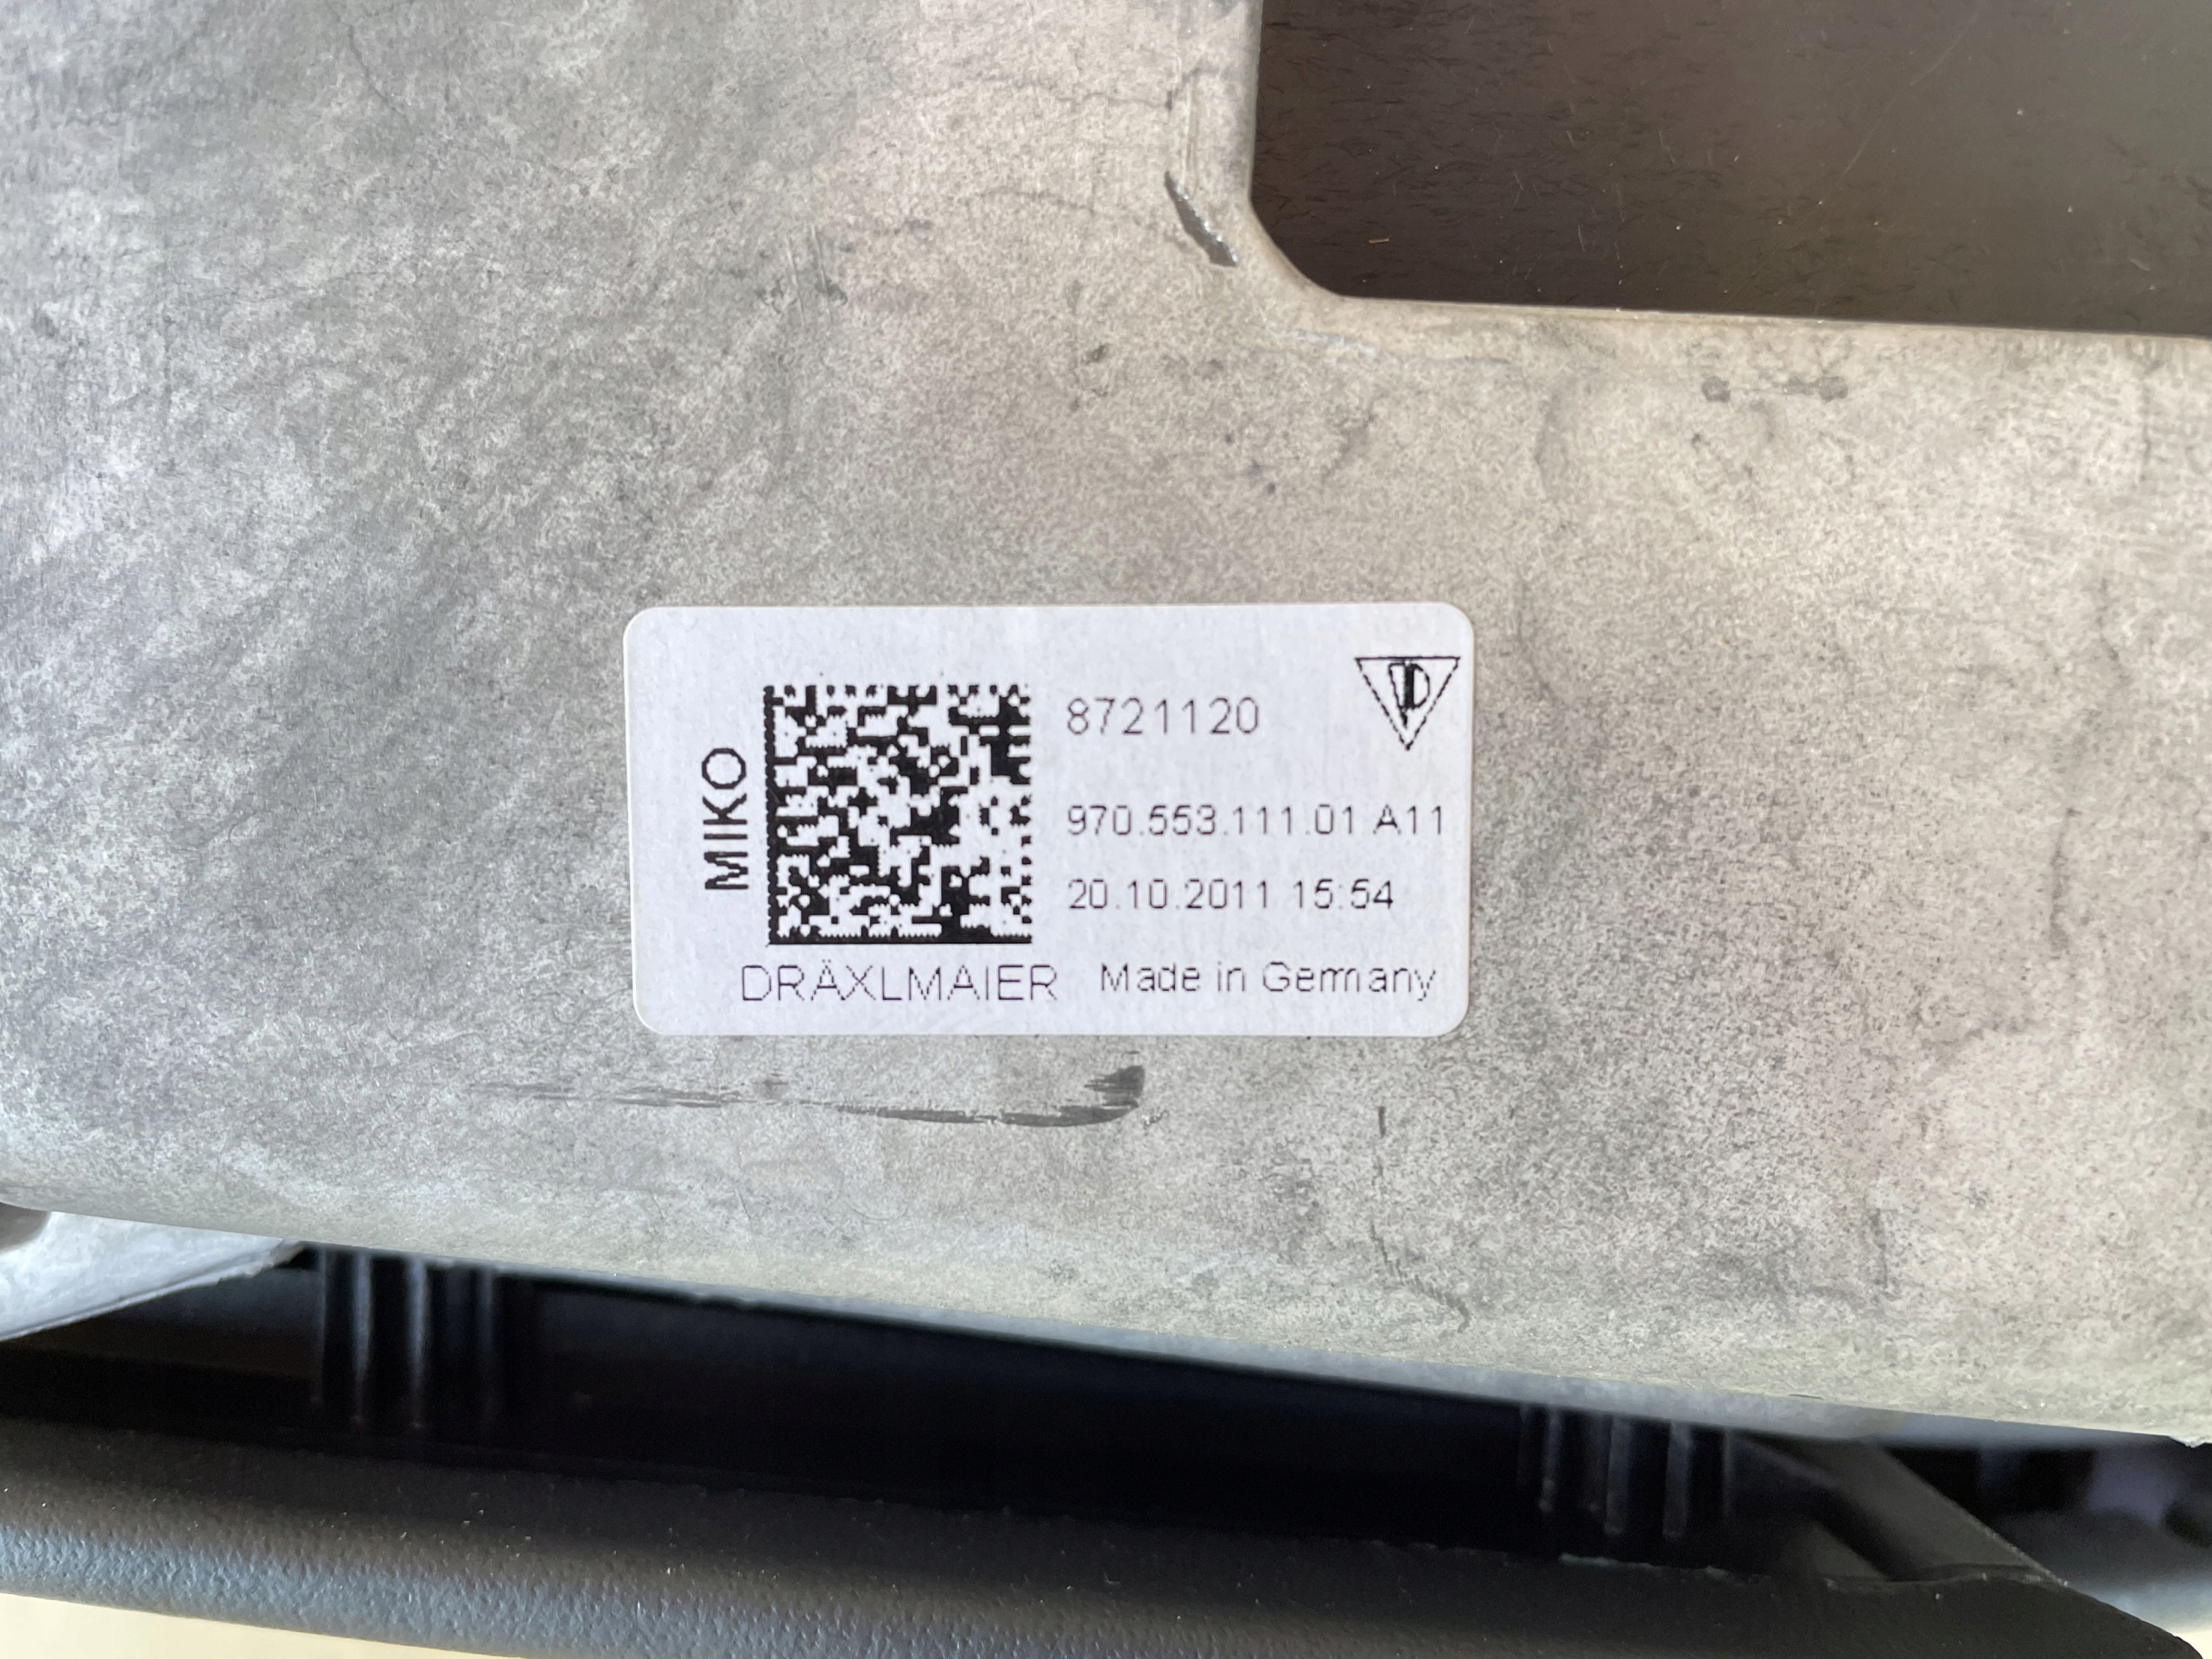 MIKO
8721120
970.553.111.01 A11
20.10.2011 15:54
DRÄXLMAIER Made in Germany